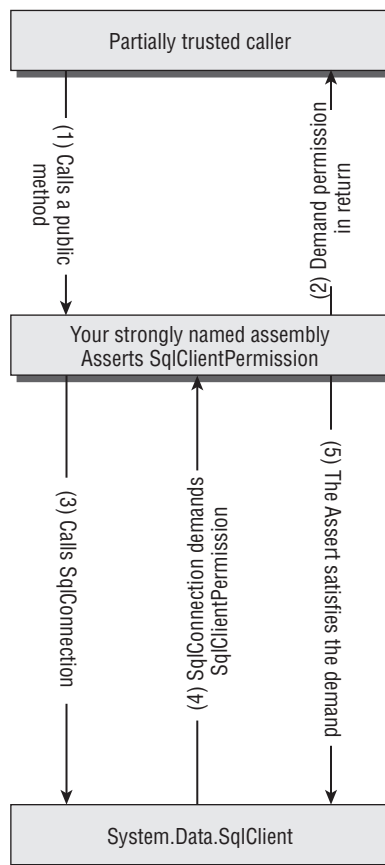 Partially trusted caller
(1) Calls a public
method
(2) Demand permission
in return
Your strongly named assembly
Asserts SqlClientPermission
(3) Calls SqlConnection
(4) SqlConnection demands
SqlClientPermission
(5) The Assert satisfies the demand
System.Data.SqlClient